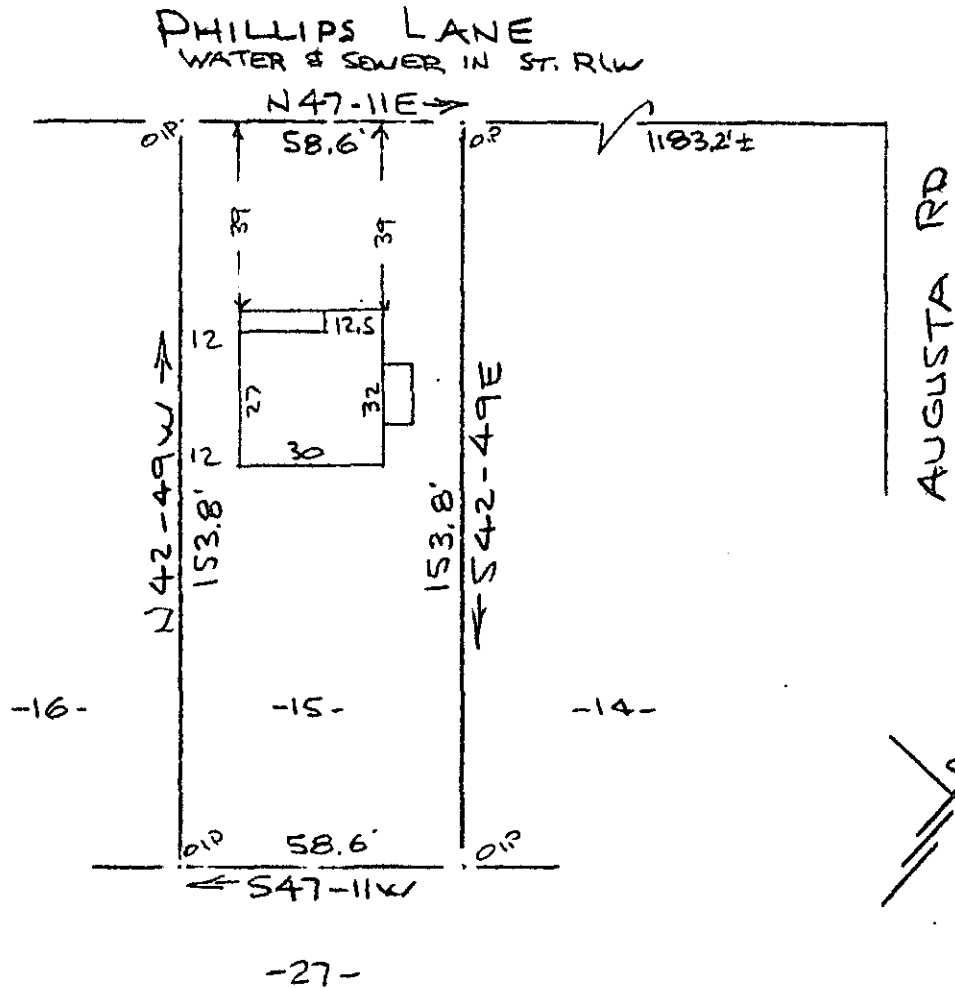 PHILLIPS LANE
WATER & SEWER IN ST. R/W
N47-11E
OIP
58.6'
OIP
1183.2'±
39
39
AUGUSTA RD
12
12.5
27
32
12
30
N42-49W
153.8'
153.8'
S42-49E
-16-
-15-
-14-
OIP
58.6'
OIP
S47-11W
-27-